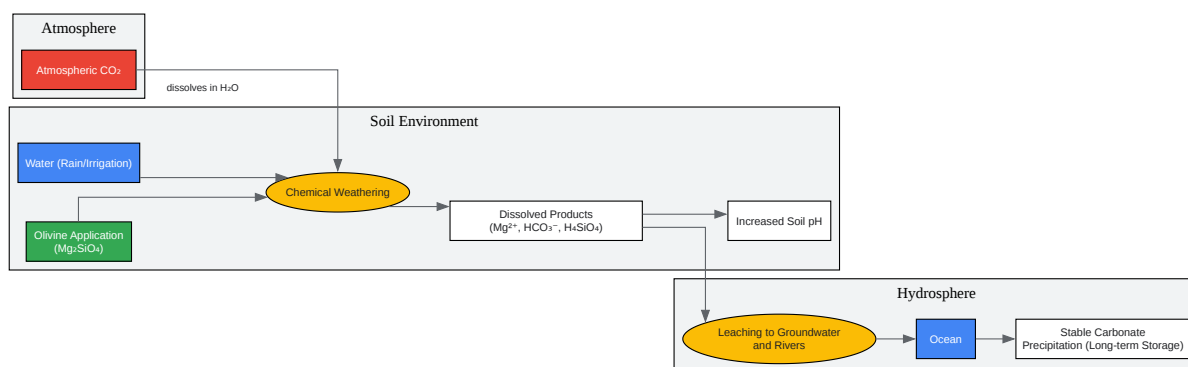 Atmosphere
Atmospheric CO₂
dissolves in H₂O
Soil Environment
Water (Rain/Irrigation)
Chemical Weathering
Olivine Application
(Mg₂SiO₄)
Dissolved Products
(Mg²⁺, HCO₃⁻, H₄SiO₄)
Increased Soil pH
Hydrosphere
Leaching to Groundwater
and Rivers
Ocean
Stable Carbonate
Precipitation (Long-term Storage)